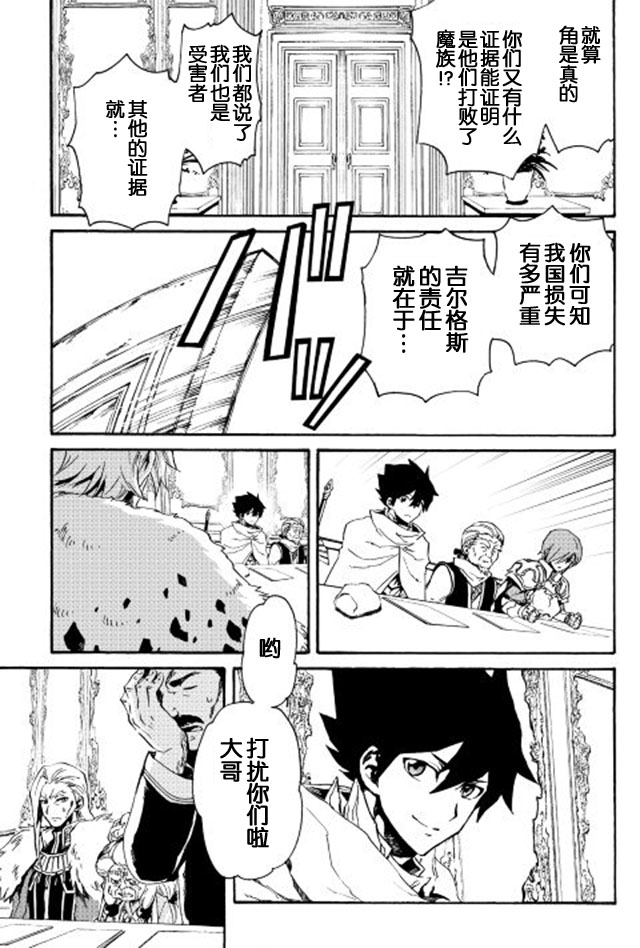 就算
角是真的
你们又有什么
证据能证明
是他们打败了
魔族!?
我们都说了
我们也是
受害者
其他的证据
就…
你们可知
我国损失
有多严重
吉尔格斯
的责任
就在于…
哟
打扰你们啦
大哥